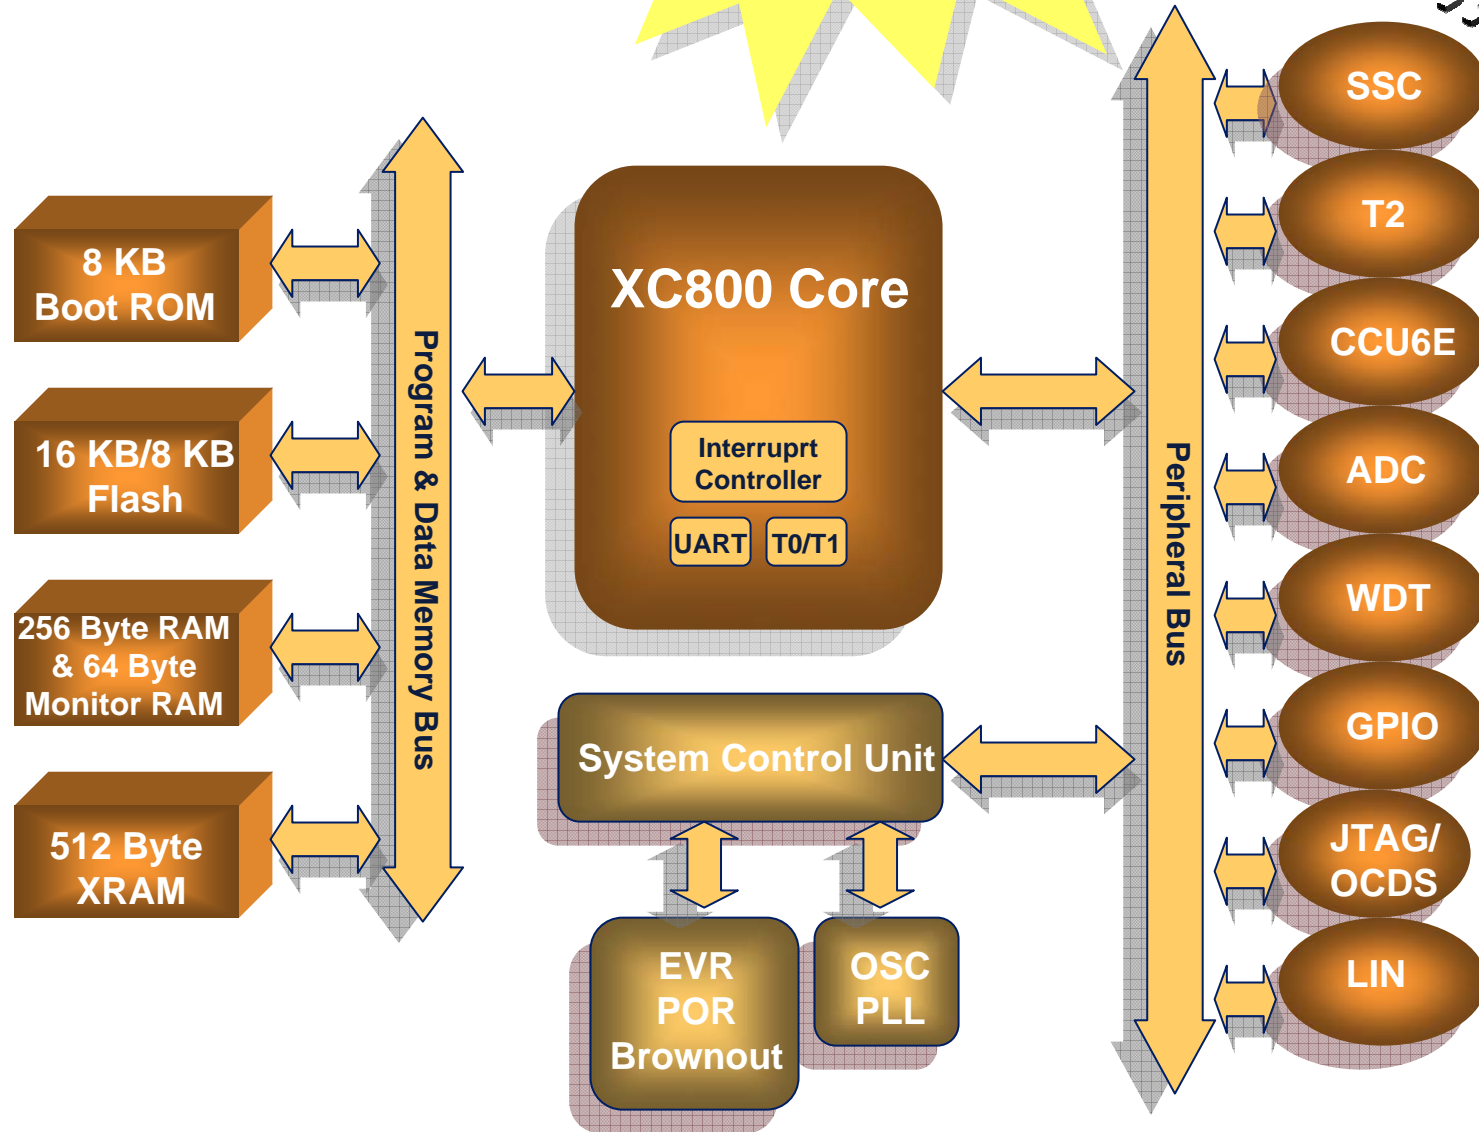 8 KB
Boot ROM
16 KB/8 KB
Flash
256 Byte RAM
& 64 Byte
Monitor RAM
512 Byte
XRAM
Program & Data Memory Bus
XC800 Core
Interruprt
Controller
UART
T0/T1
System Control Unit
EVR
POR
Brownout
OSC
PLL
Peripheral Bus
SSC
T2
CCU6E
ADC
WDT
GPIO
JTAG/
OCDS
LIN